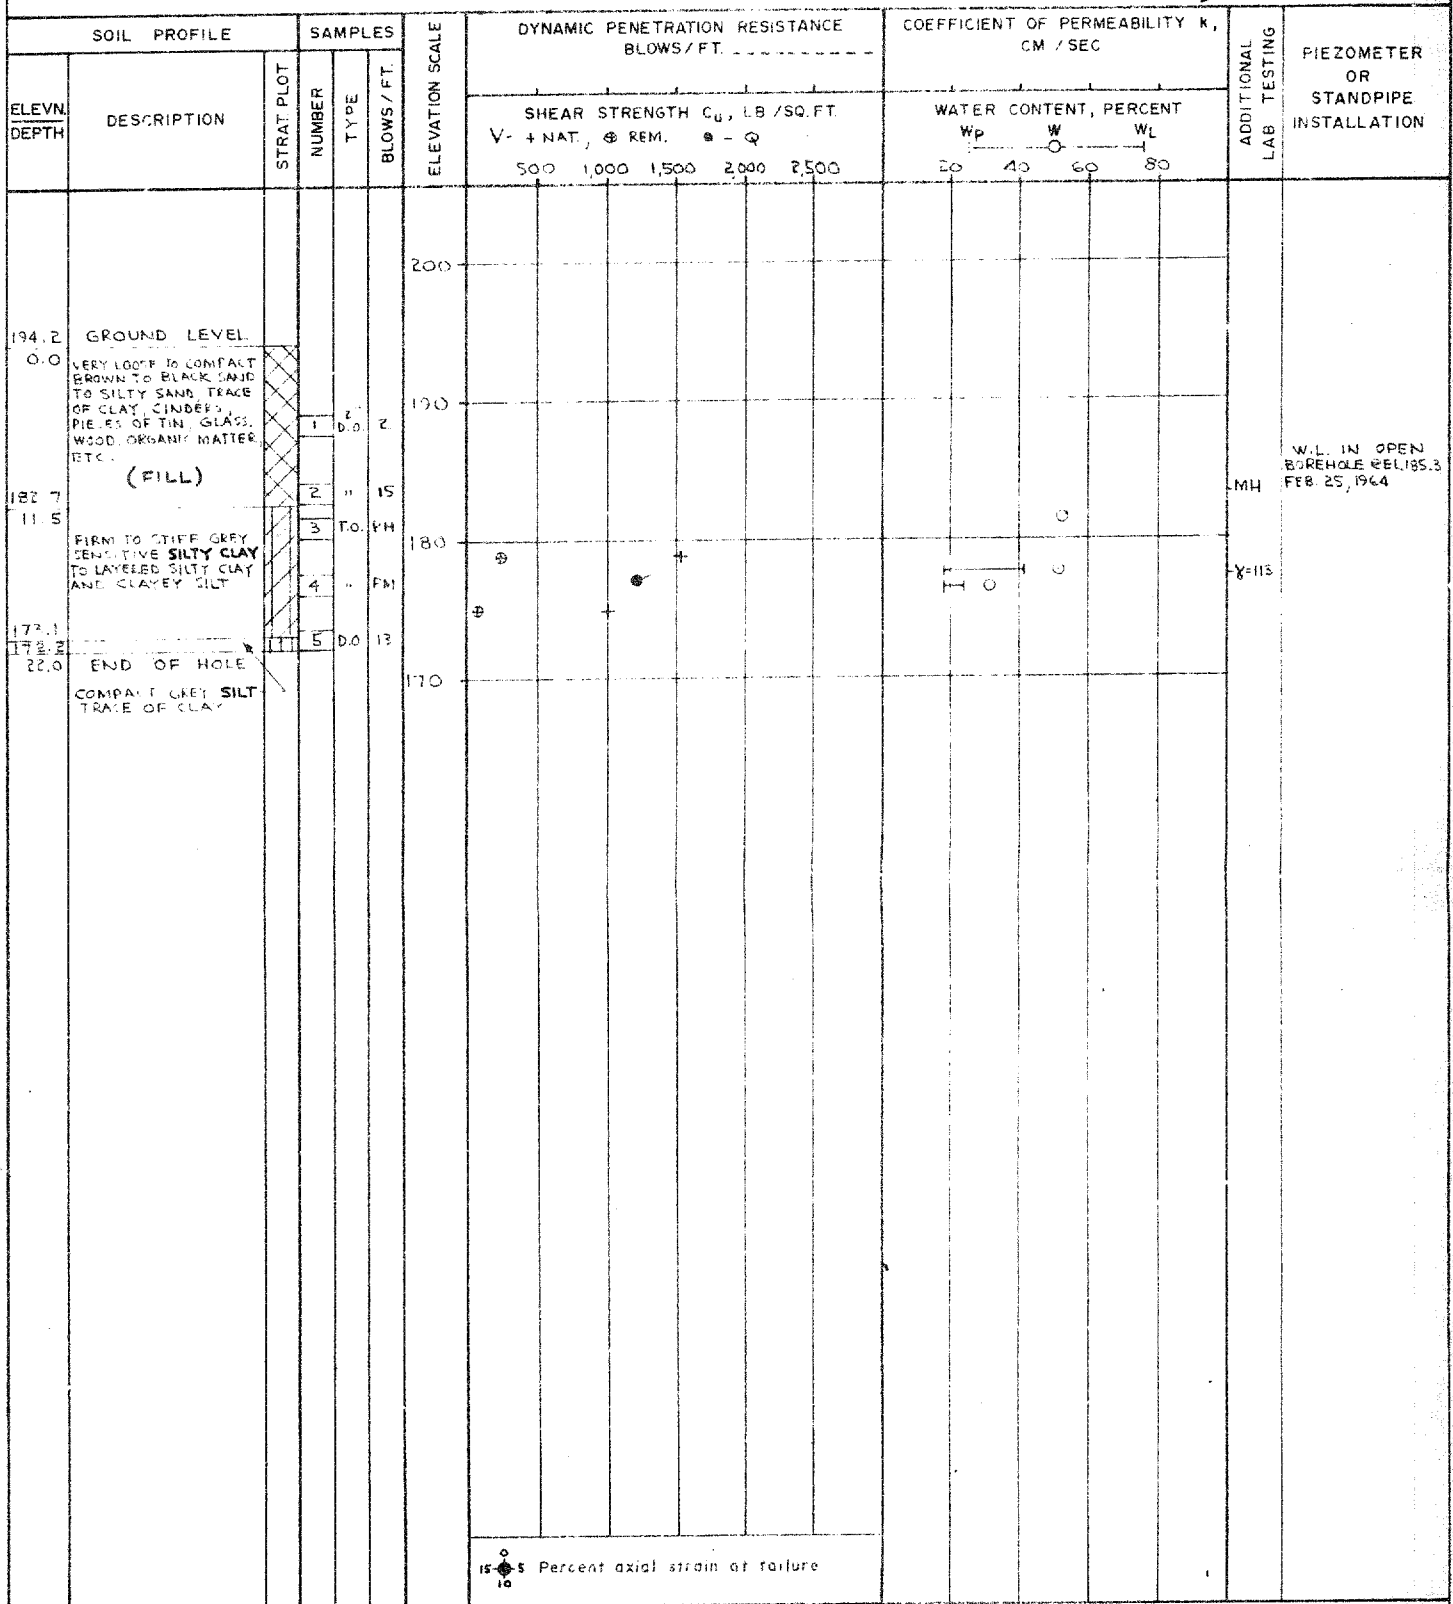 SOIL PROFILE
SAMPLES
ELEVATION SCALE
DYNAMIC PENETRATION RESISTANCE
BLOWS/FT.
COEFFICIENT OF PERMEABILITY K,
CM / SEC
ADDITIONAL
LAB TESTING
PIEZOMETER
OR
STANDPIPE
INSTALLATION
ELEVN.
DEPTH
DESCRIPTION
STRAT. PLOT
NUMBER
TYPE
BLOWS / FT.
SHEAR STRENGTH Cu, LB /SQ.FT.
V- + NAT., ⊕ REM. ● - Q
500 1,000 1,500 2,000 2,500
WATER CONTENT, PERCENT
WP W WL
20 40 60 80
200
194.2 GROUND LEVEL
0.0
VERY LOOSE TO COMPACT
BROWN TO BLACK SAND
TO SILTY SAND, TRACE
OF CLAY, CINDERS,
PIECES OF TIN, GLASS,
WOOD, ORGANIC MATTER
ETC.
(FILL)
190
1 2" D.O. 2
2 " 15
MH
W.L. IN OPEN
BOREHOLE @ EL.185.3
FEB. 25, 1964
182.7
11.5
3 T.O. PH
FIRM TO STIFF GREY
SENSITIVE SILTY CLAY
TO LAYERED SILTY CLAY
AND CLAYEY SILT
180
4 " PM
γ=113
172.2
22.0
5 D.O 13
END OF HOLE
170
COMPACT GREY SILT
TRACE OF CLAY
0
15 5 Percent axial strain at failure
10